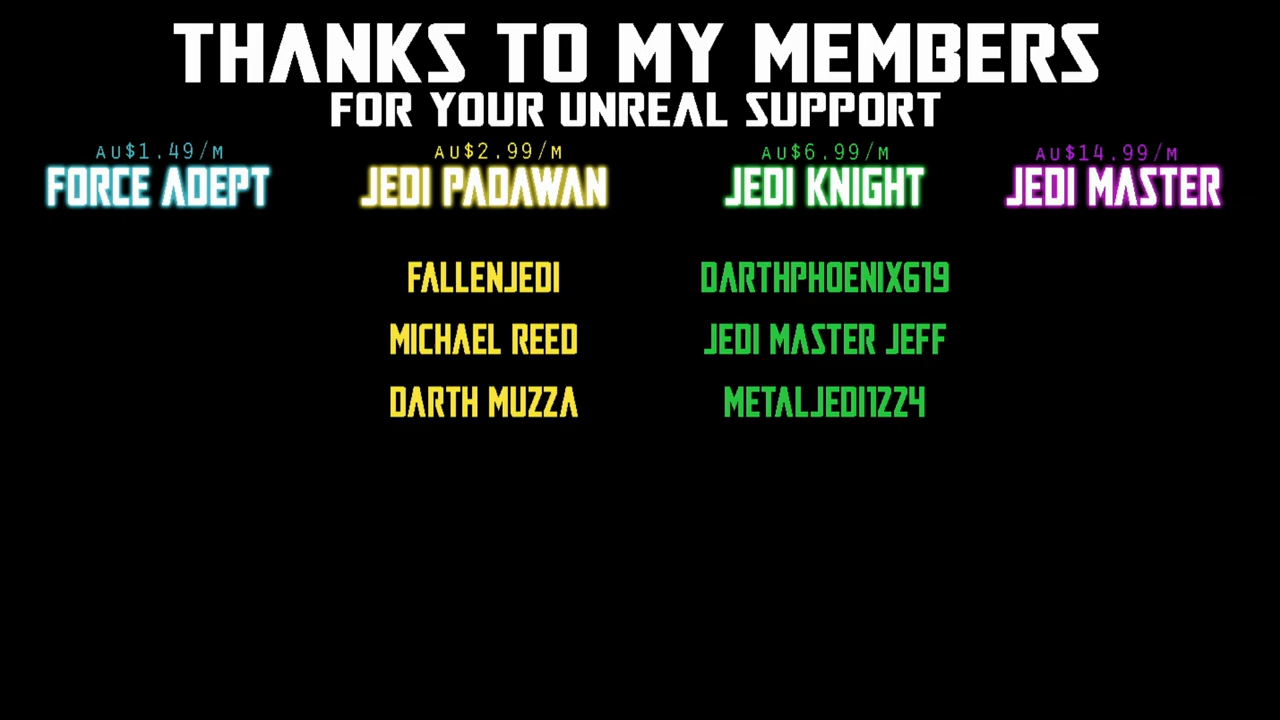 THANKS TO MY MEMBERS
FOR YOUR UNREAL SUPPORT
AU$1.49/M
FORCE ADEPT
AU$2.99/M
JEDI PADAWAN
AU$6.99/M
JEDI KNIGHT
AU$14.99/M
JEDI MASTER
FALLENJEDI
MICHAEL REED
DARTH MUZZA
DARTHPHOENIX619
JEDI MASTER JEFF
METALJEDI1224